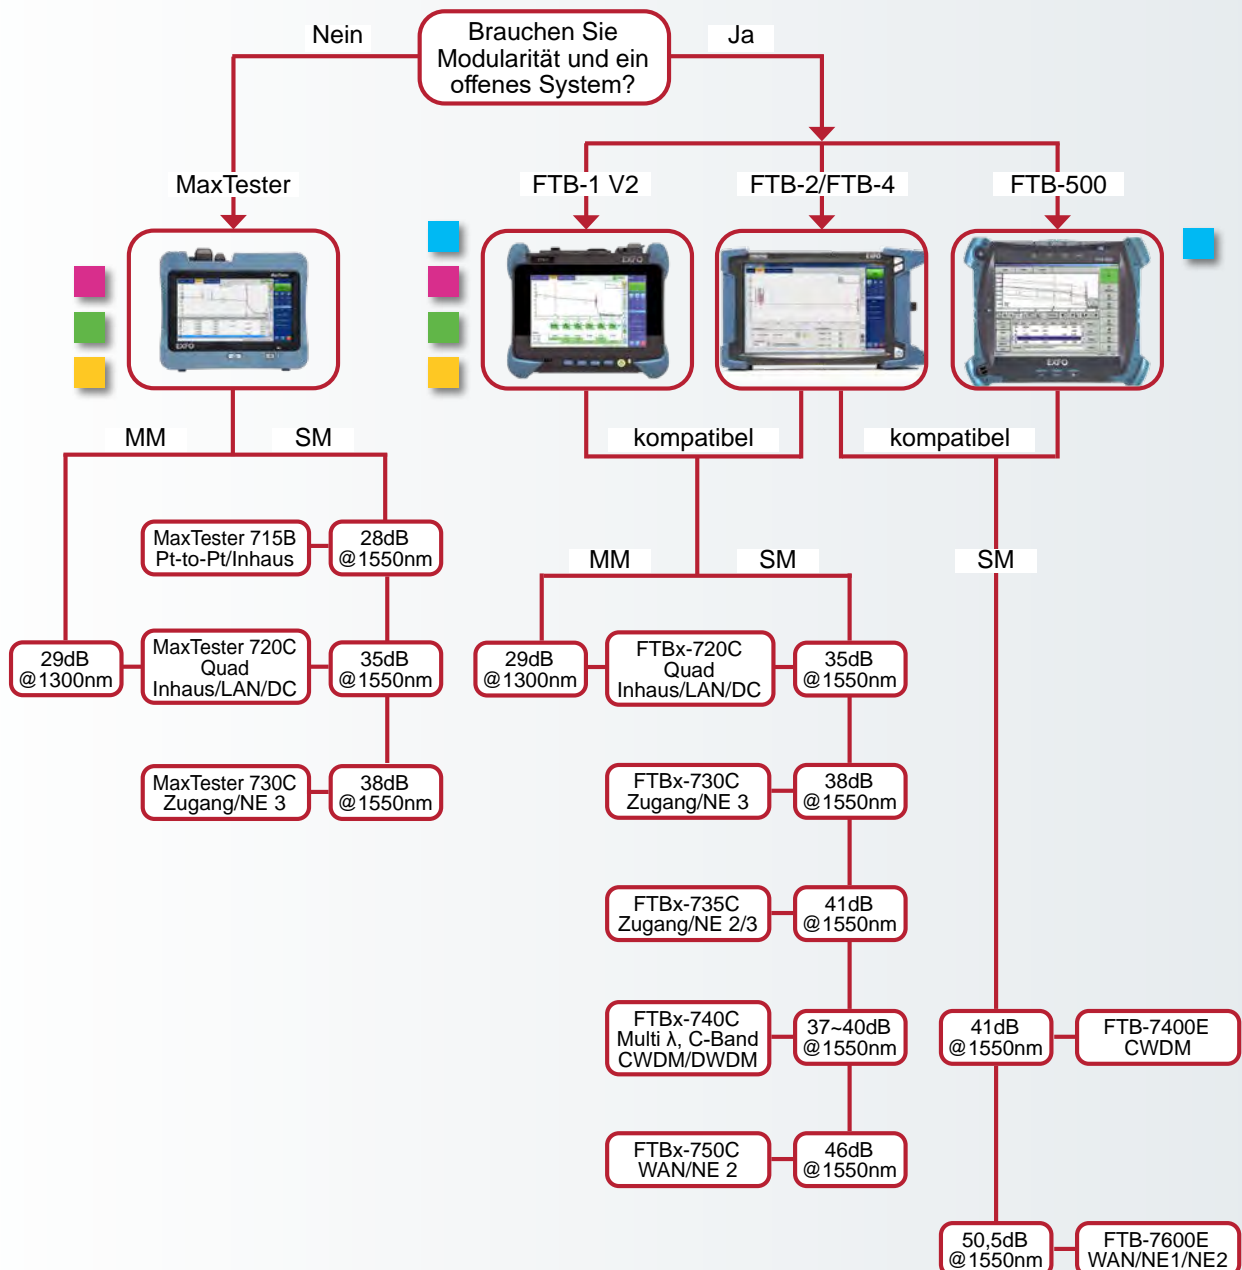 Nein
Brauchen Sie
Modularität und ein
offenes System?
Ja
MaxTester
FTB-1 V2
FTB-2/FTB-4
FTB-500
EXFO
EXFO
EXFO
EXFO
MM
SM
kompatibel
kompatibel
MaxTester 715B
Pt-to-Pt/Inhaus
28dB
@1550nm
MM
SM
SM
29dB
@1300nm
MaxTester 720C
Quad
Inhaus/LAN/DC
35dB
@1550nm
29dB
@1300nm
FTBx-720C
Quad
Inhaus/LAN/DC
35dB
@1550nm
MaxTester 730C
Zugang/NE 3
38dB
@1550nm
FTBx-730C
Zugang/NE 3
38dB
@1550nm
FTBx-735C
Zugang/NE 2/3
41dB
@1550nm
FTBx-740C
Multi λ, C-Band
CWDM/DWDM
37~40dB
@1550nm
41dB
@1550nm
FTB-7400E
CWDM
FTBx-750C
WAN/NE 2
46dB
@1550nm
50,5dB
@1550nm
FTB-7600E
WAN/NE1/NE2